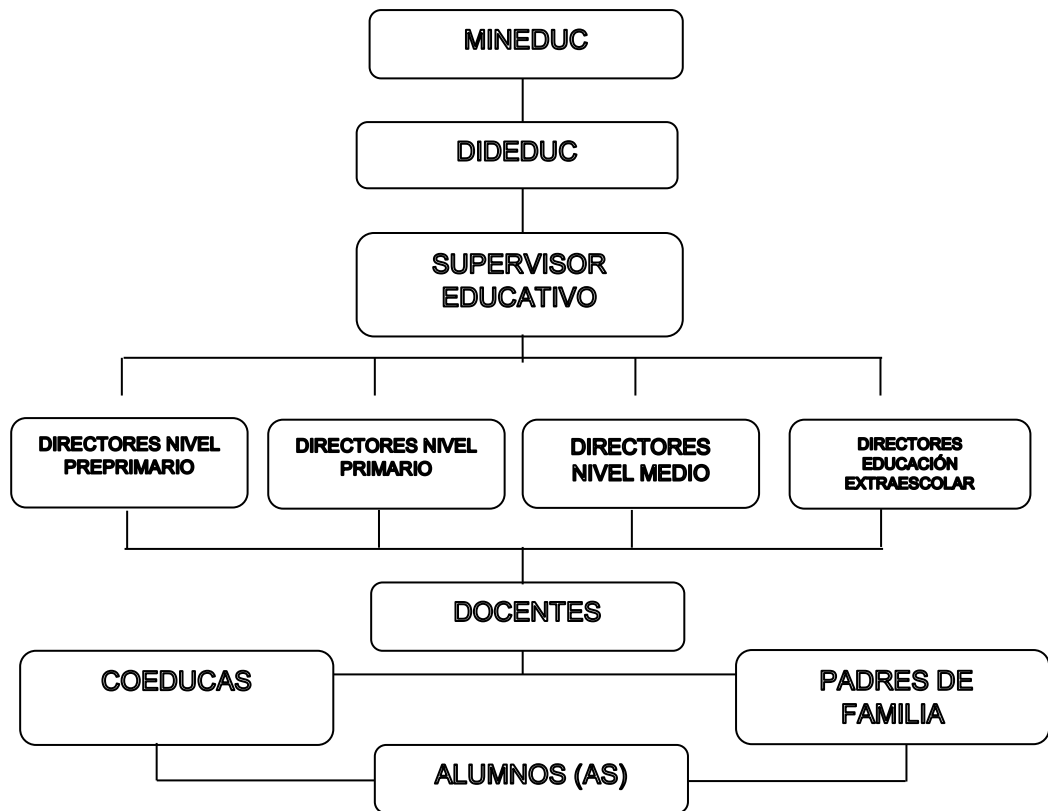 MINEDUC
DIDEDUC
SUPERVISOR
EDUCATIVO
DIRECTORES NIVEL
PREPRIMARIO
DIRECTORES NIVEL
PRIMARIO
DIRECTORES
NIVEL MEDIO
DIRECTORES
EDUCACIÓN
EXTRAESCOLAR
DOCENTES
COEDUCAS
PADRES DE
FAMILIA
ALUMNOS (AS)